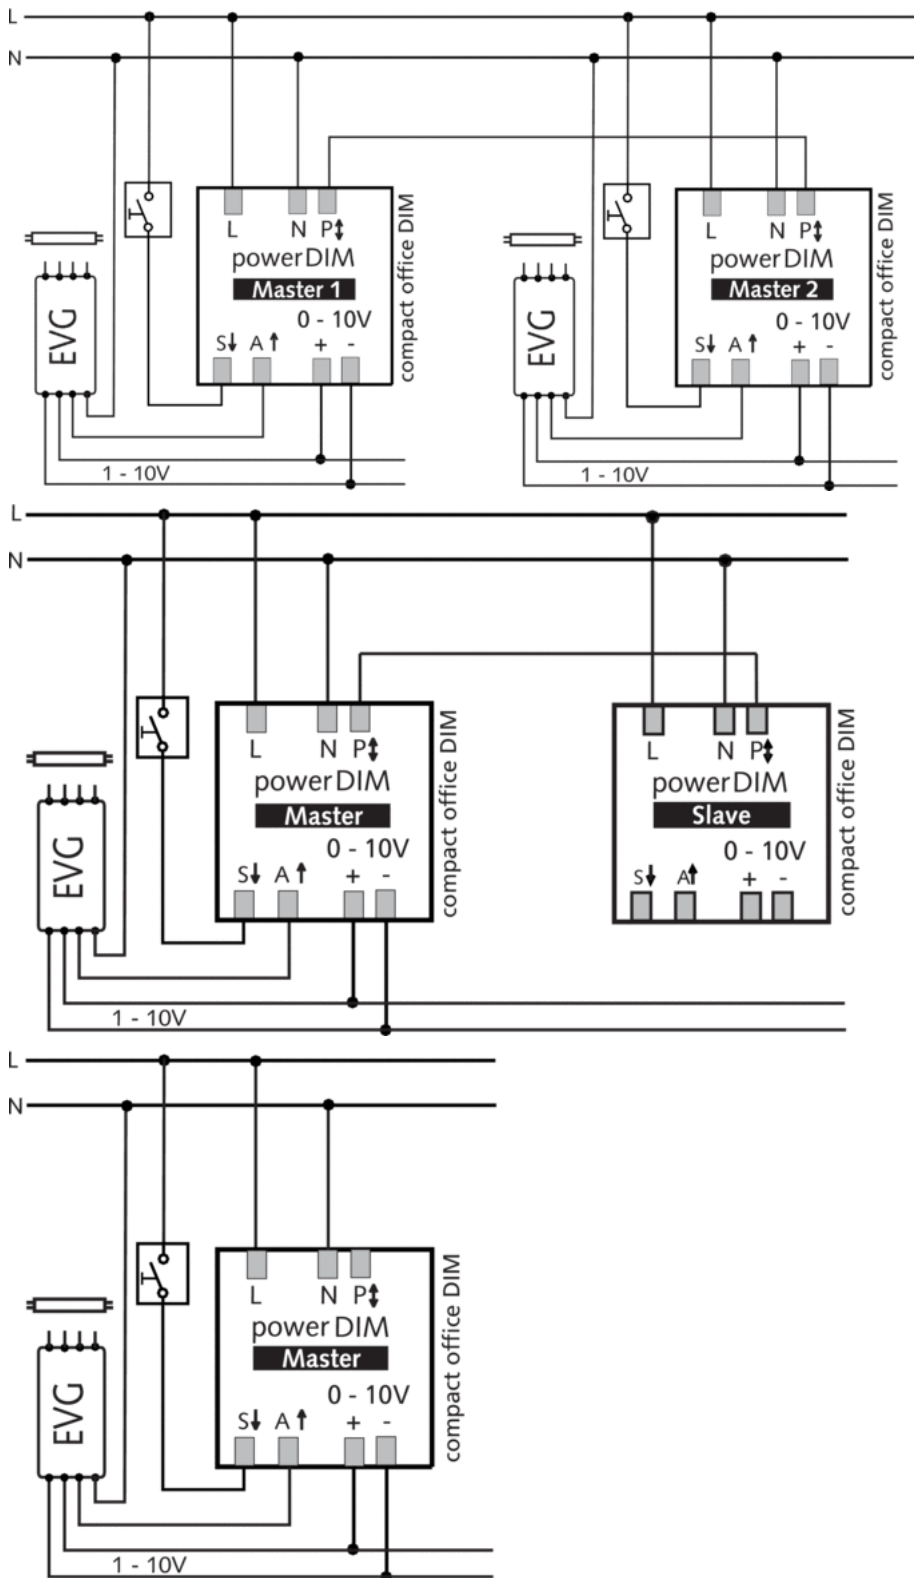 L
N
L N P↕ L N P↕
powerDIM powerDIM
Master 1 Master 2
0 - 10V 0 - 10V
S↓ A↑ + - S↓ A↑ + -
compact office DIM compact office DIM
EVG EVG
1 - 10V 1 - 10V
L
N
L N P↕ L N P↕
powerDIM powerDIM
Master Slave
0 - 10V 0 - 10V
S↓ A↑ + - S↓ A↑ + -
compact office DIM compact office DIM
EVG
1 - 10V
L
N
L N P↕
powerDIM
Master
0 - 10V
S↓ A↑ + -
compact office DIM
EVG
1 - 10V